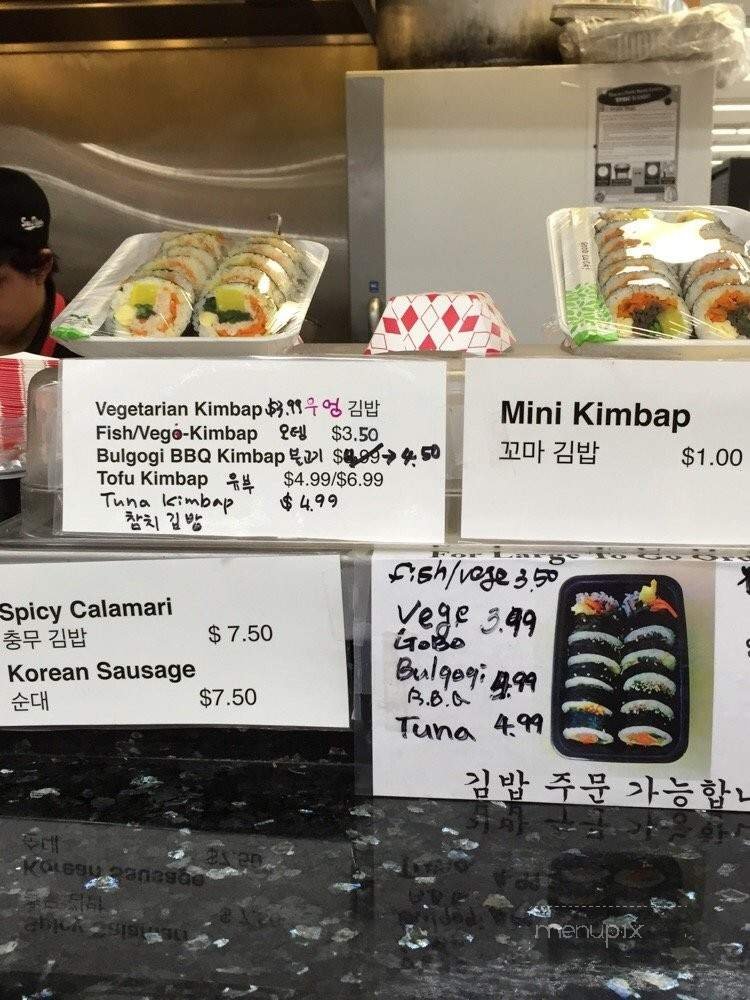 Vegetarian Kimbap $3.99 우엉 김밥
Fish/Vege-Kimbap 오뎅 $3.50
Bulgogi BBQ Kimbap 불고기 → 4.50
Tofu Kimbap 유부 $4.99/$6.99
Tuna Kimbap $4.99
참치 김밥
Mini Kimbap
꼬마 김밥 $1.00
Spicy Calamari
충무 김밥 $7.50
Korean Sausage
순대 $7.50
For Large To Go
fish/vege 3.50
Vege 3.99
GoBo
Bulgogi 4.99
B.B.Q
Tuna 4.99
김밥 주문 가능합
menupix